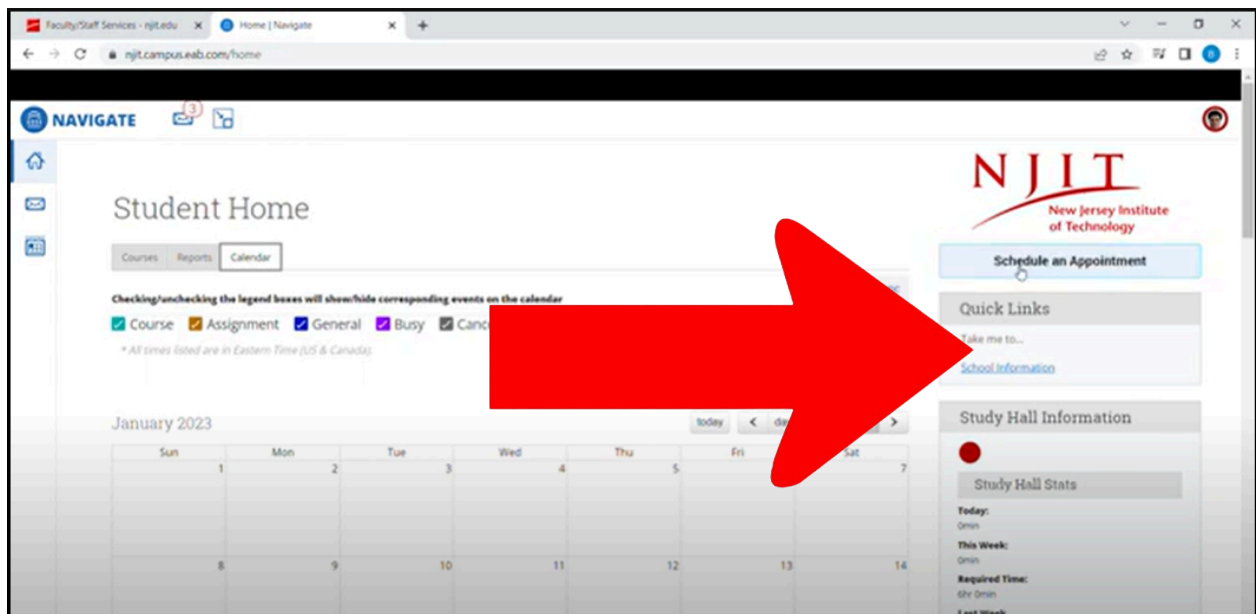 Faculty/Staff Services - njit.edu
Home | Navigate
njit.campus.eab.com/home
B
NAVIGATE
3
NJIT
New Jersey Institute
of Technology
Student Home
Courses Reports Calendar
Schedule an Appointment
Checking/unchecking the legend boxes will show/hide corresponding events on the calendar
Course Assignment General Busy
* All times listed are in Eastern Time (US & Canada).
Quick Links
Take me to...
School Information
January 2023
today
Sun Mon Tue Wed Thu Fri Sat
1 2 3 4 5 7
8 9 10 11 12 13 14
Study Hall Information
Study Hall Stats
Today:
0min
This Week:
0min
Required Time:
6hr 0min
Last Week